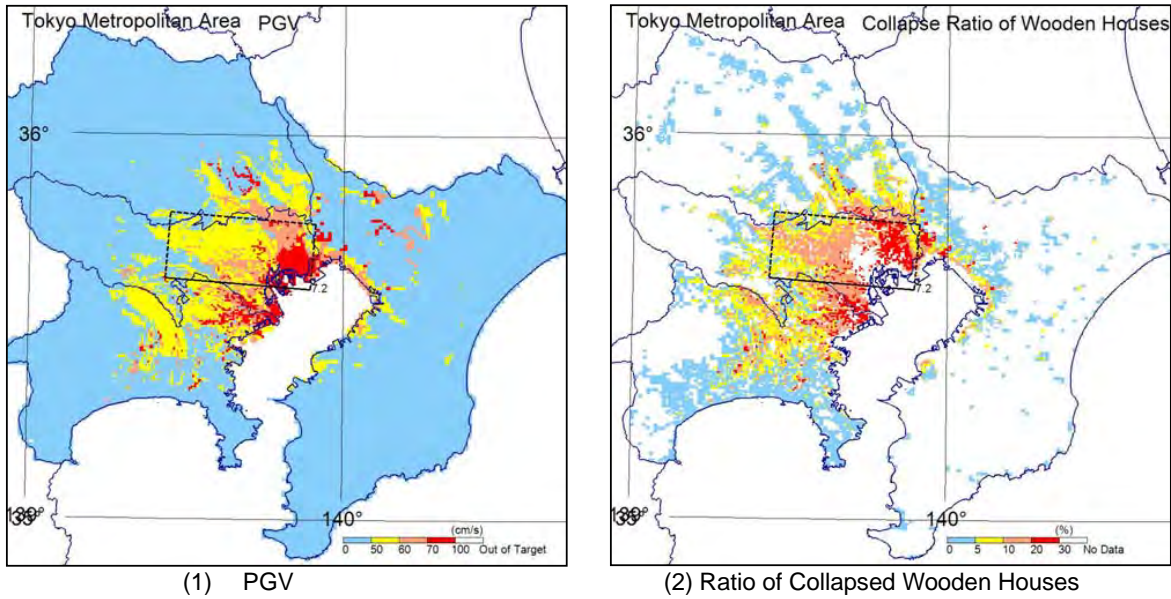 Tokyo Metropolitan Area PGV
36°
7.2
140°
(cm/s)
0 50 60 70 100 Out of Target
(1) PGV
Tokyo Metropolitan Area Collapse Ratio of Wooden Houses
36°
7.2
140°
(%)
0 5 10 20 30 No Data
(2) Ratio of Collapsed Wooden Houses